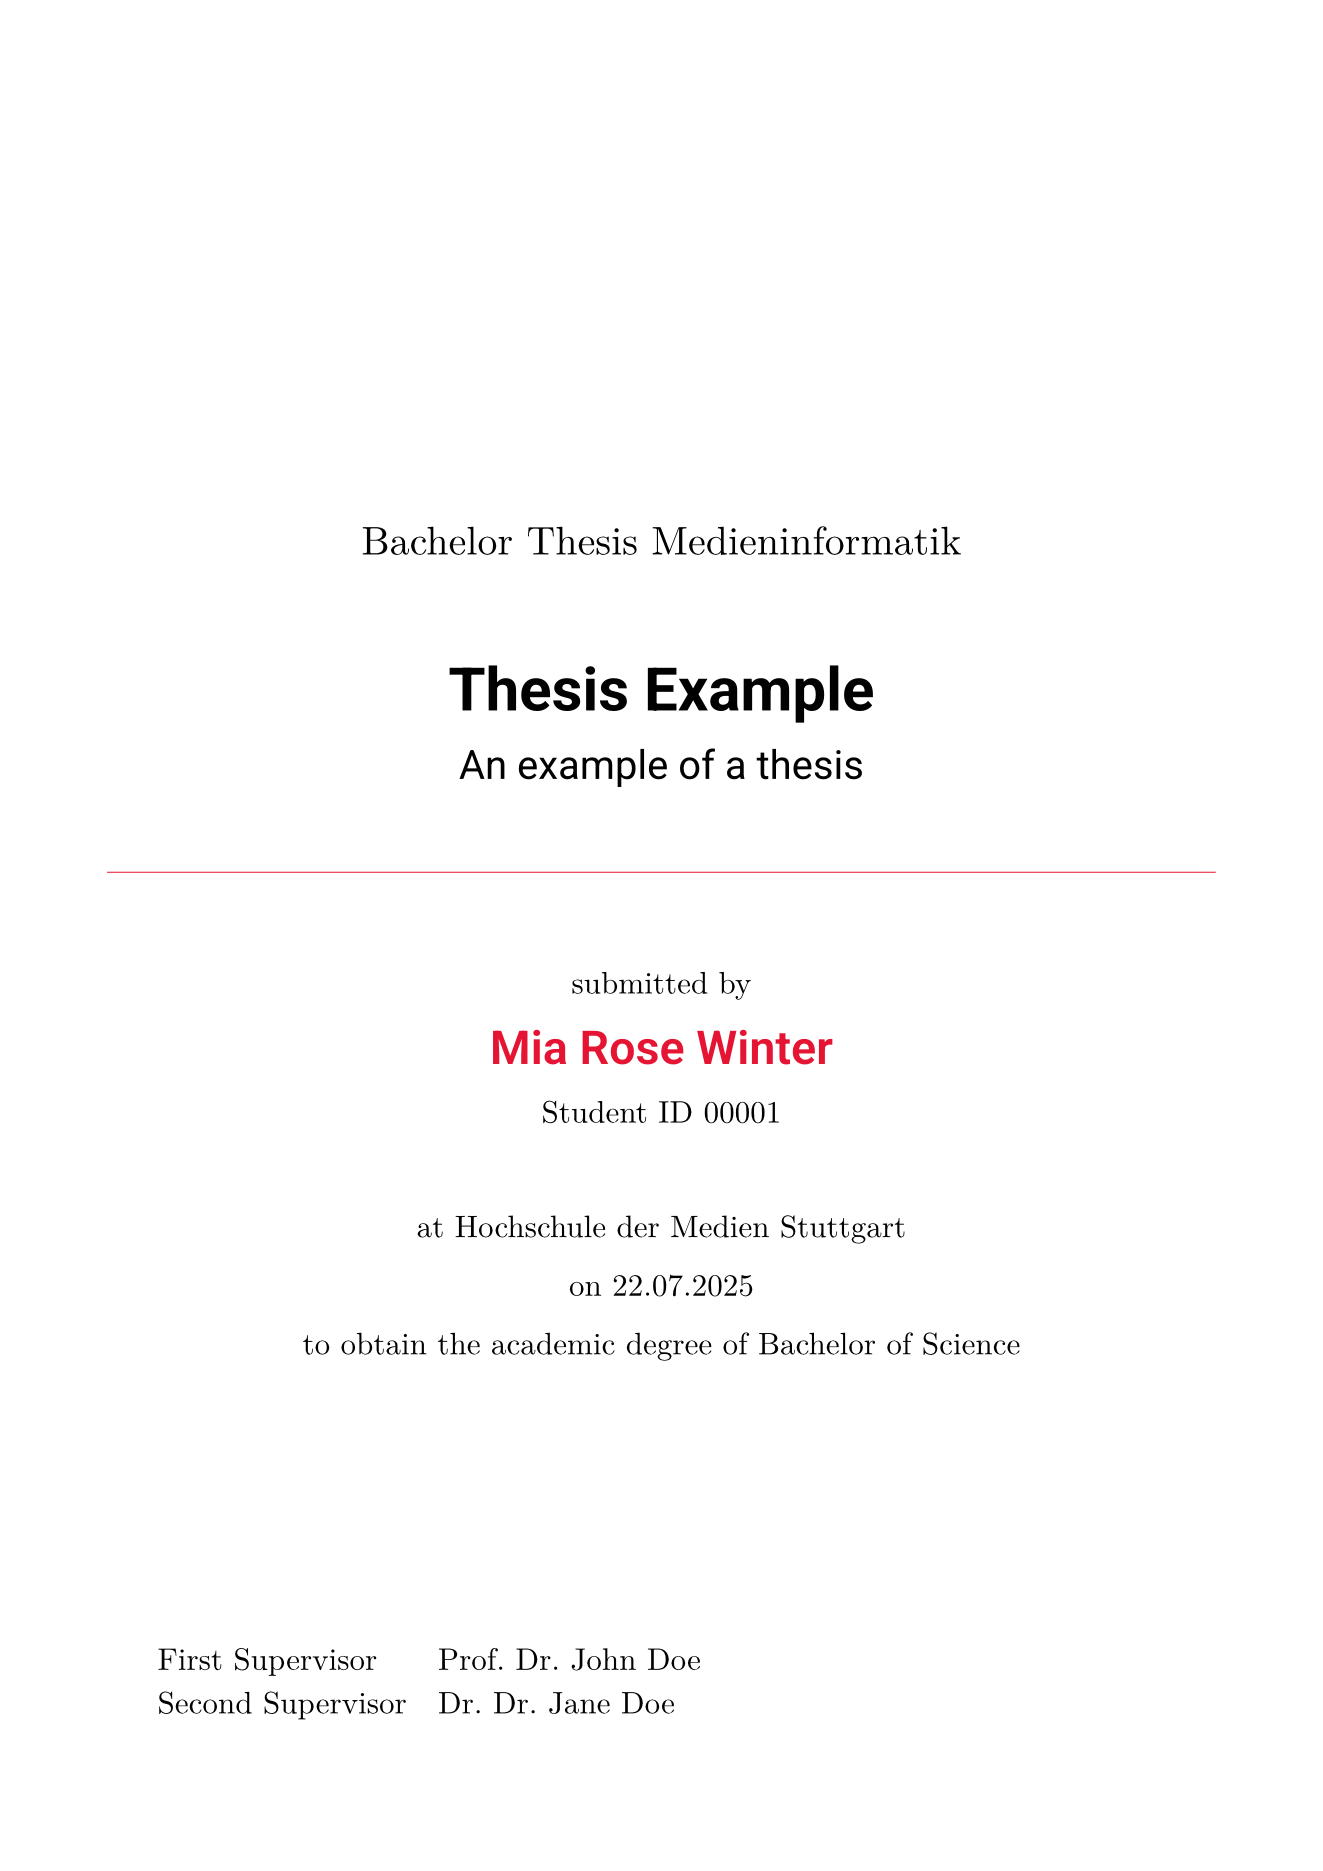 Bachelor Thesis Medieninformatik
Thesis Example
An example of a thesis
submitted by
Mia Rose Winter
Student ID 00001
at Hochschule der Medien Stuttgart
on 22.07.2025
to obtain the academic degree of Bachelor of Science
First Supervisor Prof. Dr. John Doe
Second Supervisor Dr. Dr. Jane Doe